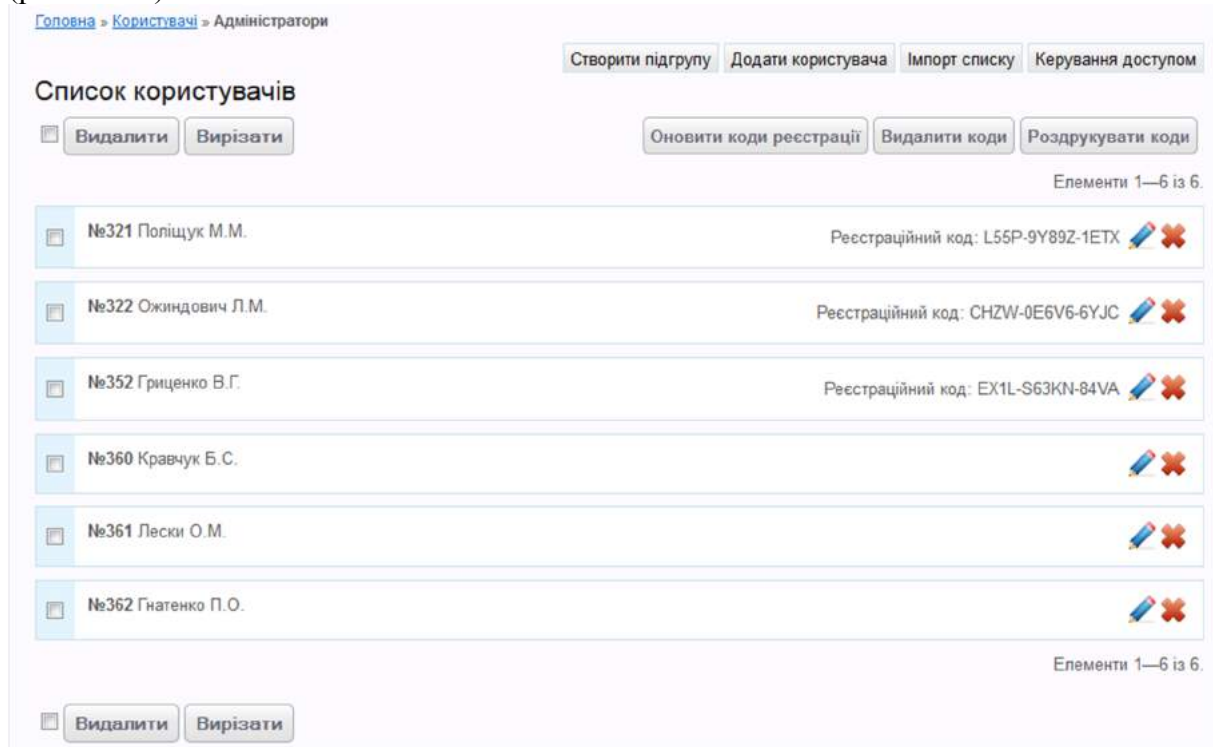 Головна » Користувачі » Адміністратори
Створити підгрупу Додати користувача Імпорт списку Керування доступом
Список користувачів
Видалити Вирізати Оновити коди реєстрації Видалити коди Роздрукувати коди
Елементи 1—6 із 6.
№321 Поліщук М.М. Реєстраційний код: L55P-9Y89Z-1ETX
№322 Ожиндович Л.М. Реєстраційний код: CHZW-0E6V6-6YJC
№352 Гриценко В.Г. Реєстраційний код: EX1L-S63KN-84VA
№360 Кравчук Б.С.
№361 Лески О.М.
№362 Гнатенко П.О.
Елементи 1—6 із 6.
Видалити Вирізати